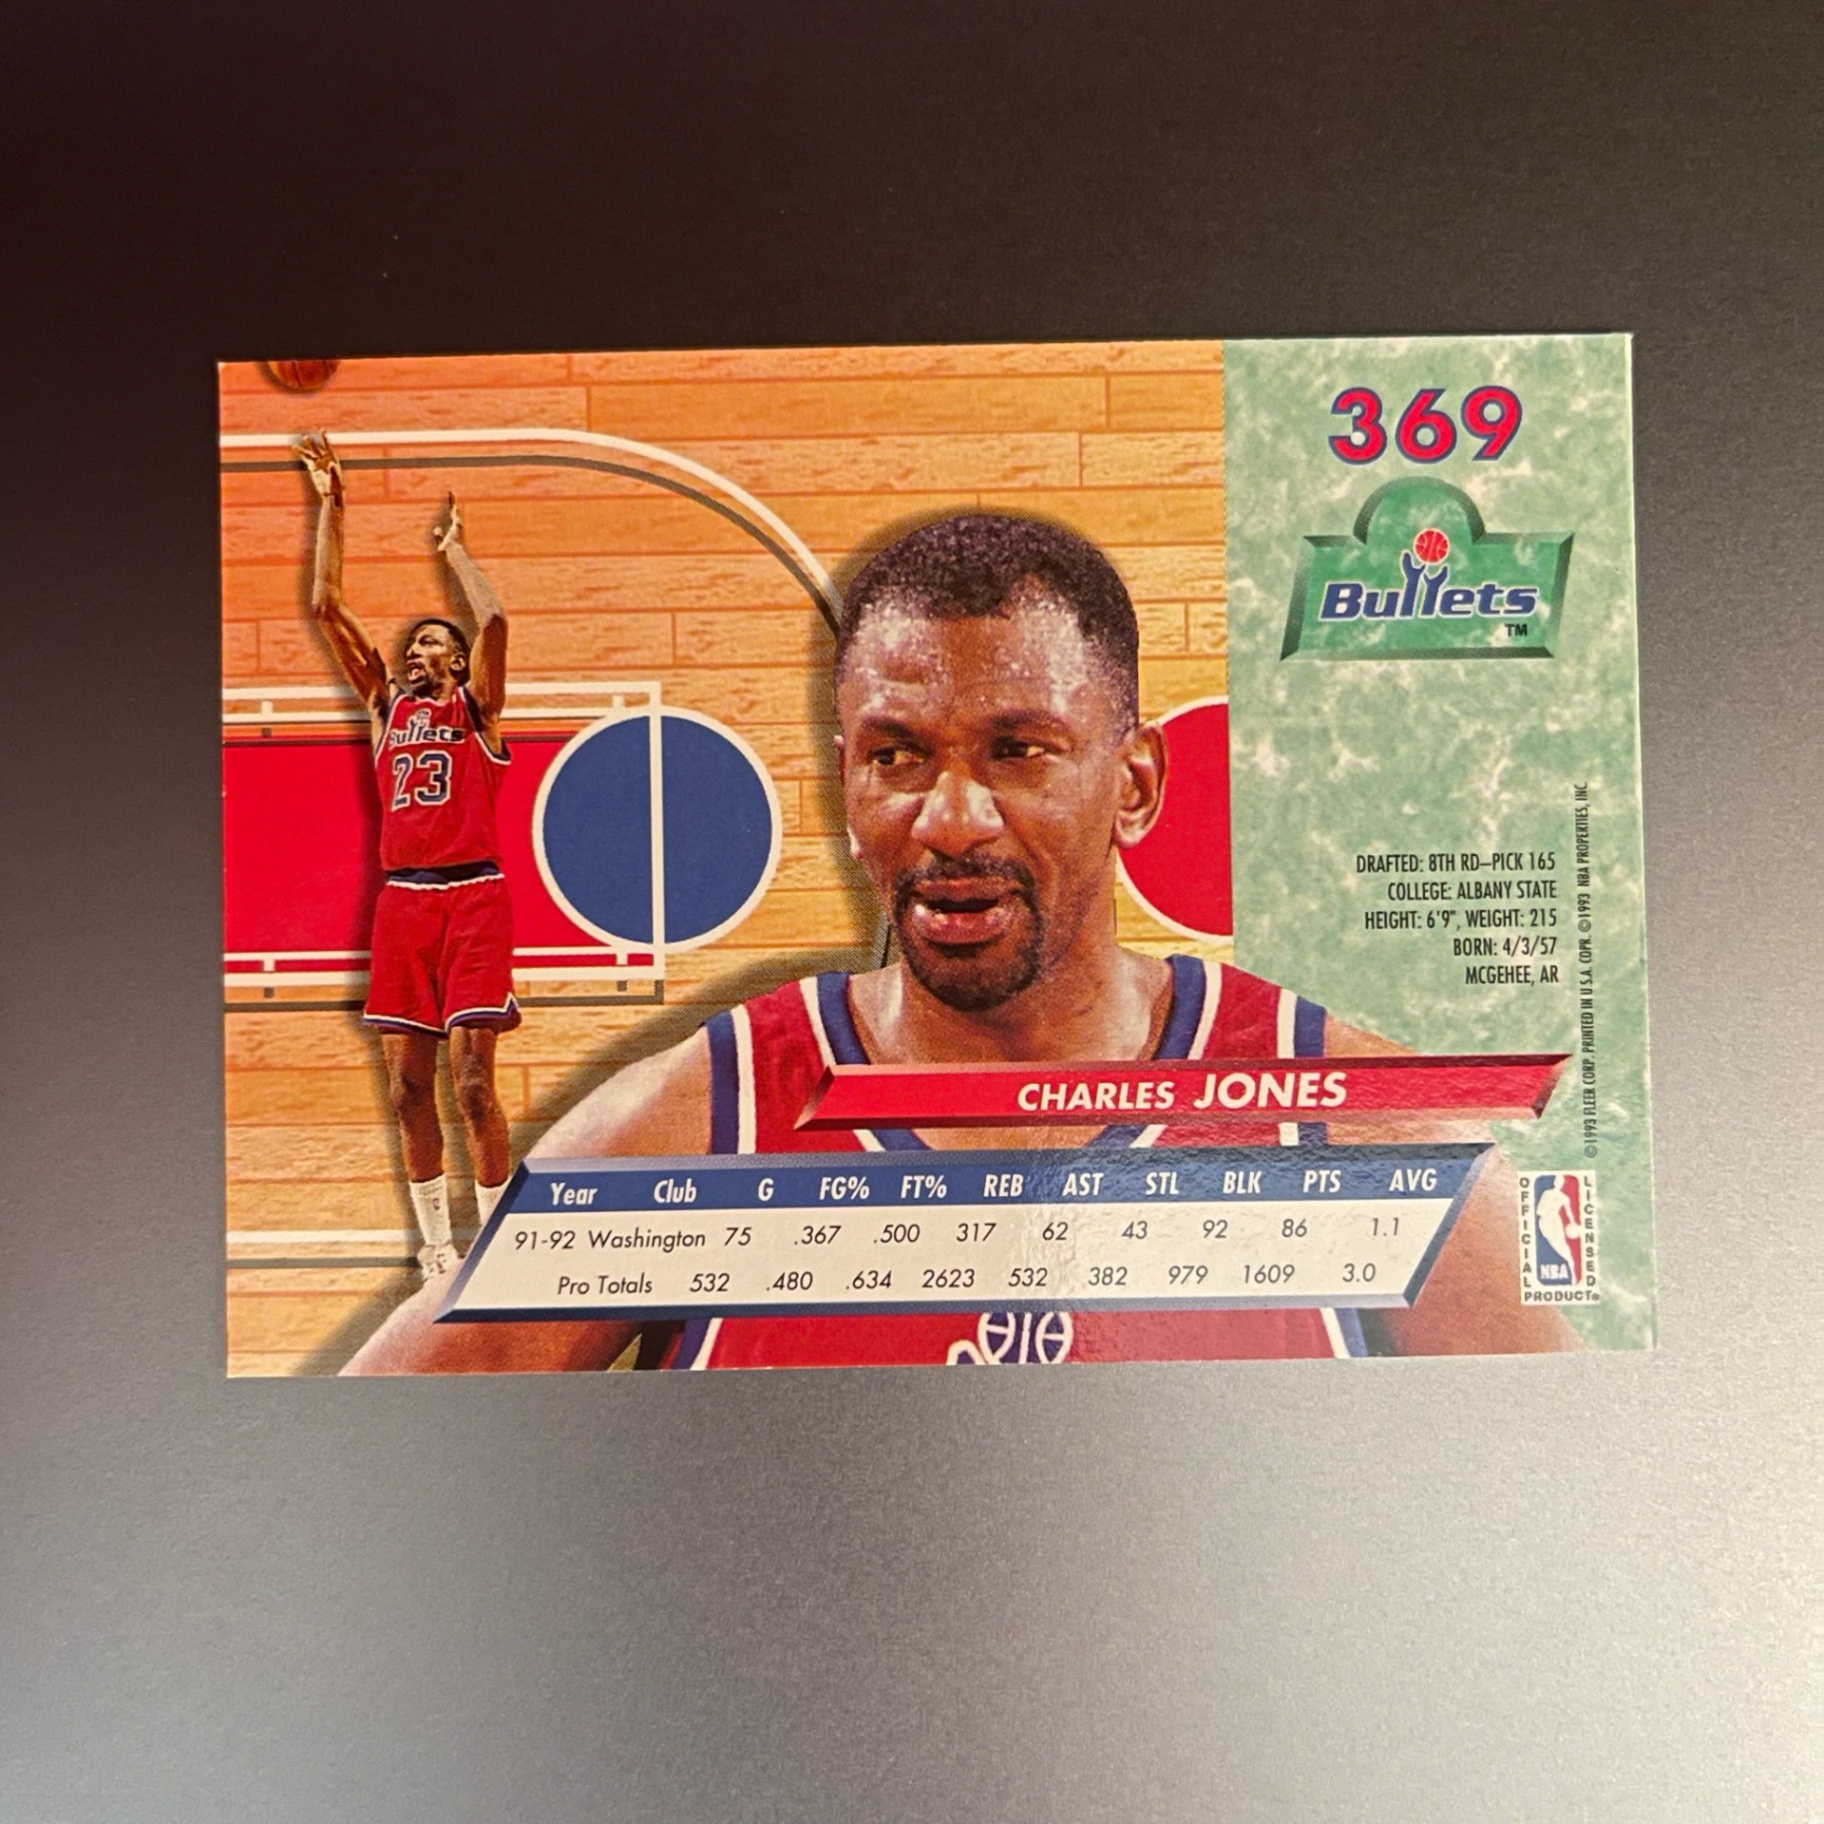 369
Bullets
TM
Bullets
23
DRAFTED: 8TH RD–PICK 165
COLLEGE: ALBANY STATE
HEIGHT: 6'9", WEIGHT: 215
BORN: 4/3/57
MCGEHEE, AR
©1993 FLEER CORP. PRINTED IN U.S.A. COPR. ©1993 NBA PROPERTIES, INC.
CHARLES JONES
Year Club G FG% FT% REB AST STL BLK PTS AVG
91-92 Washington 75 .367 .500 317 62 43 92 86 1.1
Pro Totals 532 .480 .634 2623 532 382 979 1609 3.0
OFFICIAL
LICENSED
NBA
PRODUCT®